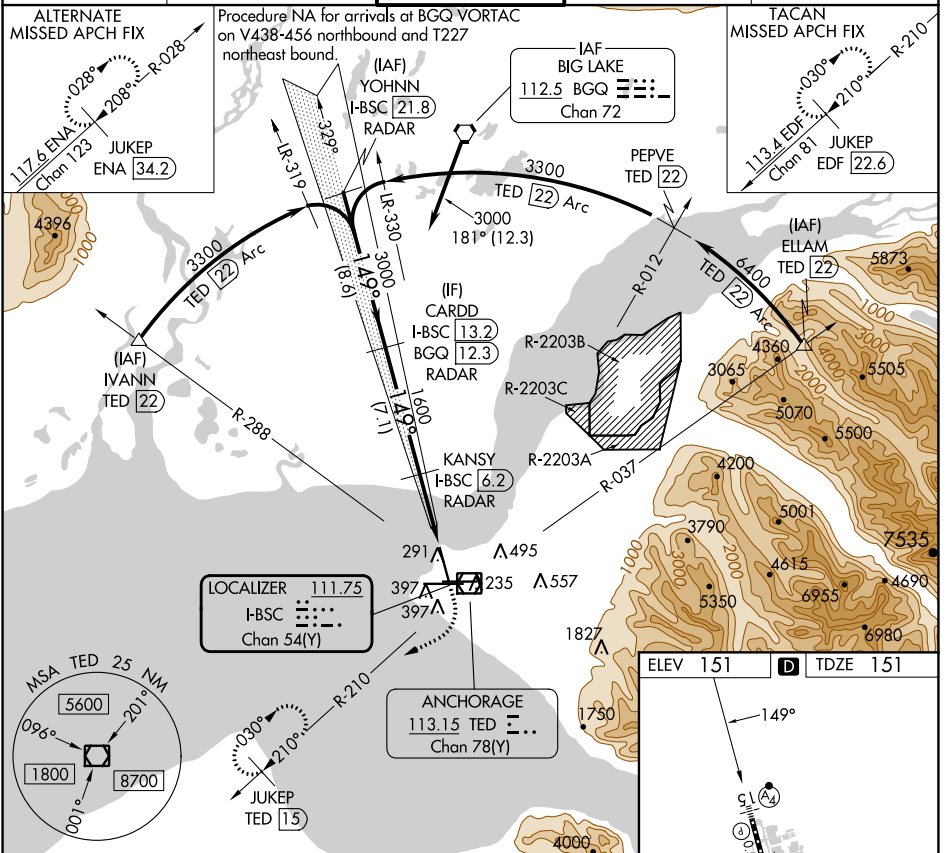 ALTERNATE
MISSED APCH FIX
028°
208°
R-028
117.6 ENA
Chan 123
JUKEP
ENA 34.2
Procedure NA for arrivals at BGQ VORTAC
on V438-456 northbound and T227
northeast bound.
(IAF)
YOHNN
I-BSC 21.8
RADAR
IAF
BIG LAKE
112.5 BGQ
Chan 72
TACAN
MISSED APCH FIX
030°
210°
R-210
113.4 EDF
Chan 81
JUKEP
EDF 22.6
329°
LR-319
LR-330
3300
TED 22 Arc
3000
181° (12.3)
PEPVE
TED 22
(IAF)
ELLAM
TED 22
6400
TED 22 Arc
R-012
4396
1000
3300
TED 22 Arc
3000
149°
(8.6)
(IF)
CARDD
I-BSC 13.2
BGQ 12.3
RADAR
(IAF)
IVANN
TED 22
R-288
1600
149°
(7.1)
KANSY
I-BSC 6.2
RADAR
R-2203B
R-2203C
R-2203A
R-037
5873
1000
3000
4360
4000
3065
2000
5505
5070
5500
4200
5001
3790
2000
1000
3000
4615
5350
6955
7535
4690
6980
291
495
397
235
557
397
1827
1750
LOCALIZER 111.75
I-BSC
Chan 54(Y)
ANCHORAGE
113.15 TED
Chan 78(Y)
R-210
030°
210°
JUKEP
TED 15
MSA TED 25 NM
5600
201°
096°
1800
8700
001°
4000
ELEV 151
D
TDZE 151
149°
15
A4
P